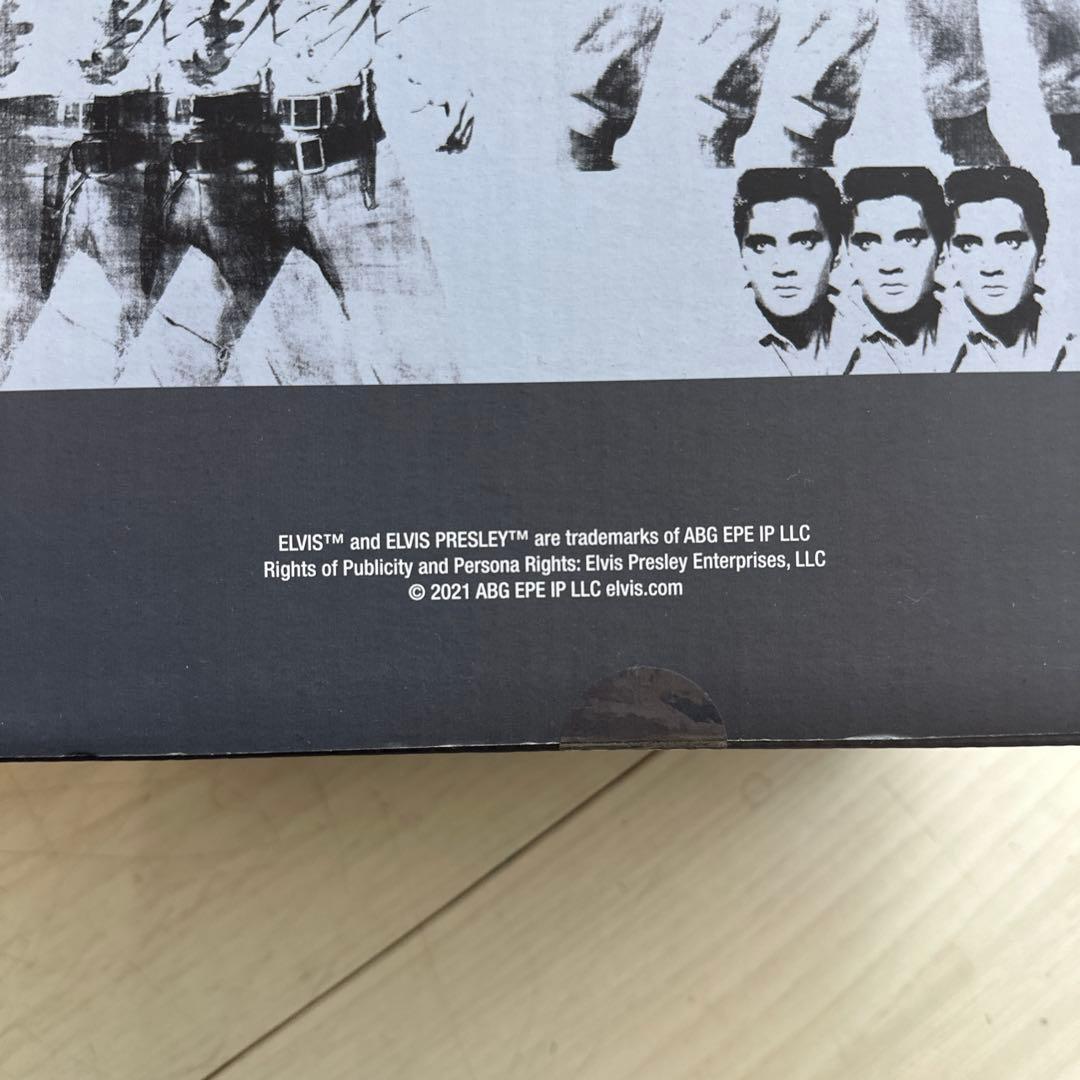 ELVIS™ and ELVIS PRESLEY™ are trademarks of ABG EPE IP LLC
Rights of Publicity and Persona Rights: Elvis Presley Enterprises, LLC
© 2021 ABG EPE IP LLC elvis.com